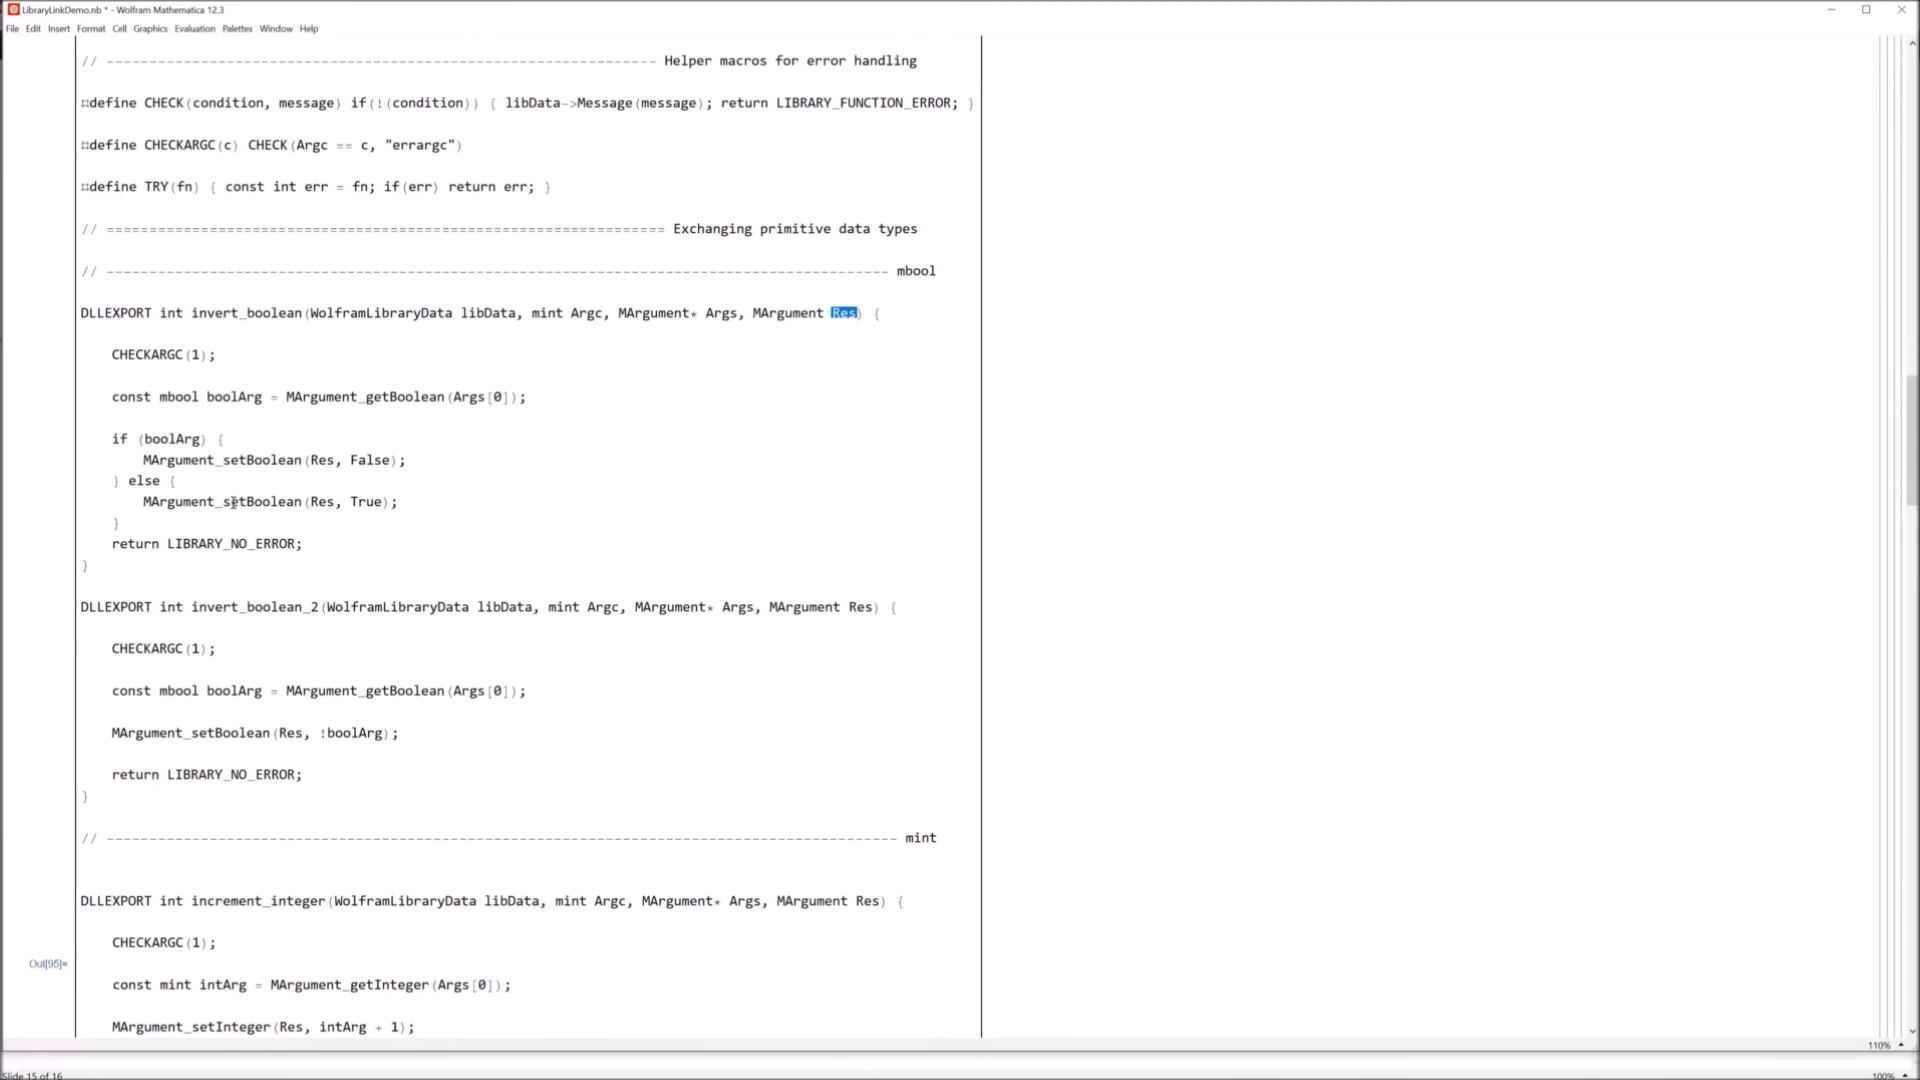 LibraryLinkDemo.nb * - Wolfram Mathematica 12.3
File Edit Insert Format Cell Graphics Evaluation Palettes Window Help
// --------------------------------------------------------------- Helper macros for error handling
#define CHECK(condition, message) if(!(condition)) { libData->Message(message); return LIBRARY_FUNCTION_ERROR; }
#define CHECKARGC(c) CHECK(Argc == c, "errargc")
#define TRY(fn) { const int err = fn; if(err) return err; }
// ================================================================ Exchanging primitive data types
// ------------------------------------------------------------------------------------------ mbool
DLLEXPORT int invert_boolean(WolframLibraryData libData, mint Argc, MArgument* Args, MArgument Res) {
CHECKARGC(1);
const mbool boolArg = MArgument_getBoolean(Args[0]);
if (boolArg) {
MArgument_setBoolean(Res, False);
} else {
MArgument_setBoolean(Res, True);
}
return LIBRARY_NO_ERROR;
}
DLLEXPORT int invert_boolean_2(WolframLibraryData libData, mint Argc, MArgument* Args, MArgument Res) {
CHECKARGC(1);
const mbool boolArg = MArgument_getBoolean(Args[0]);
MArgument_setBoolean(Res, !boolArg);
return LIBRARY_NO_ERROR;
}
// ------------------------------------------------------------------------------------------- mint
DLLEXPORT int increment_integer(WolframLibraryData libData, mint Argc, MArgument* Args, MArgument Res) {
CHECKARGC(1);
Out[95]=
const mint intArg = MArgument_getInteger(Args[0]);
MArgument_setInteger(Res, intArg + 1);
110%
Slide 15 of 16
100%